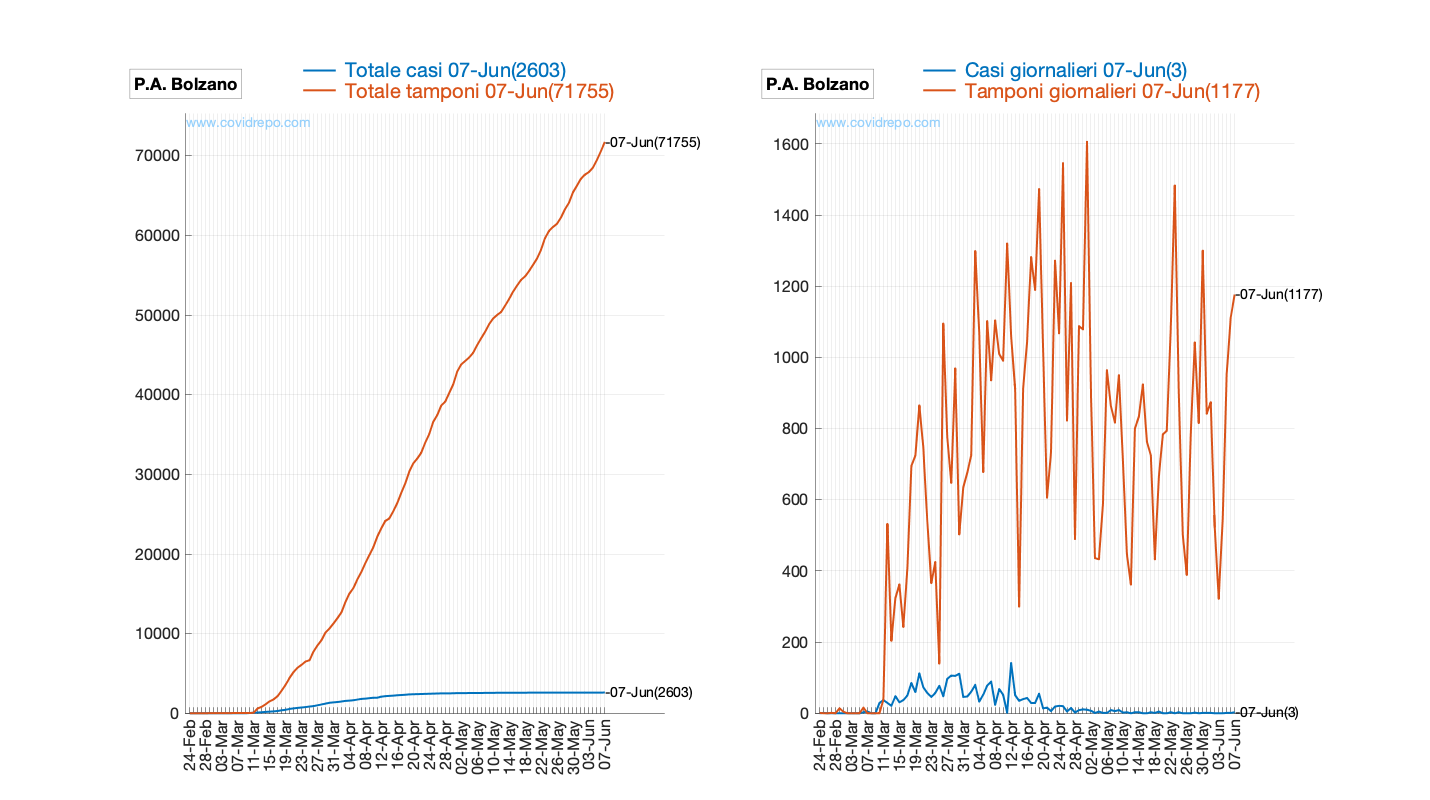 P.A. Bolzano
Totale casi 07-Jun(2603)
Totale tamponi 07-Jun(71755)
www.covidrepo.com
07-Jun(71755)
70000
60000
50000
40000
30000
20000
10000
0
07-Jun(2603)
24-Feb
28-Feb
03-Mar
07-Mar
11-Mar
15-Mar
19-Mar
23-Mar
27-Mar
31-Mar
04-Apr
08-Apr
12-Apr
16-Apr
20-Apr
24-Apr
28-Apr
02-May
06-May
10-May
14-May
18-May
22-May
26-May
30-May
03-Jun
07-Jun
P.A. Bolzano
Casi giornalieri 07-Jun(3)
Tamponi giornalieri 07-Jun(1177)
www.covidrepo.com
1600
1400
1200
07-Jun(1177)
1000
800
600
400
200
0
07-Jun(3)
24-Feb
28-Feb
03-Mar
07-Mar
11-Mar
15-Mar
19-Mar
23-Mar
27-Mar
31-Mar
04-Apr
08-Apr
12-Apr
16-Apr
20-Apr
24-Apr
28-Apr
02-May
06-May
10-May
14-May
18-May
22-May
26-May
30-May
03-Jun
07-Jun